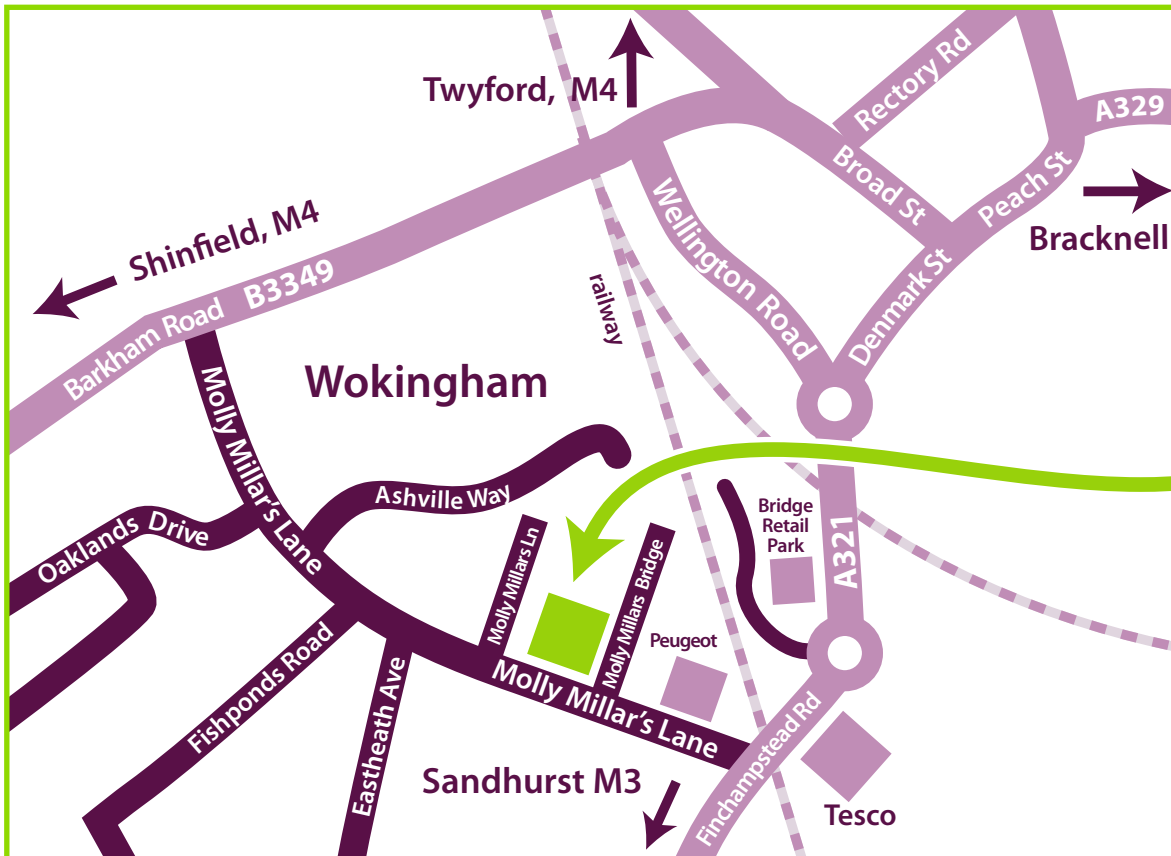 Twyford, M4
Rectory Rd
A329
Broad St
Peach St
Bracknell
Shinfield, M4
Barkham Road B3349
Wellington Road
Denmark St
railway
Wokingham
Molly Millar's Lane
Ashville Way
Oaklands Drive
Bridge
Retail
Park
A321
Molly Millars Ln
Molly Millars Bridge
Peugeot
Fishponds Road
Eastheath Ave
Molly Millar's Lane
Finchampstead Rd
Sandhurst M3
Tesco